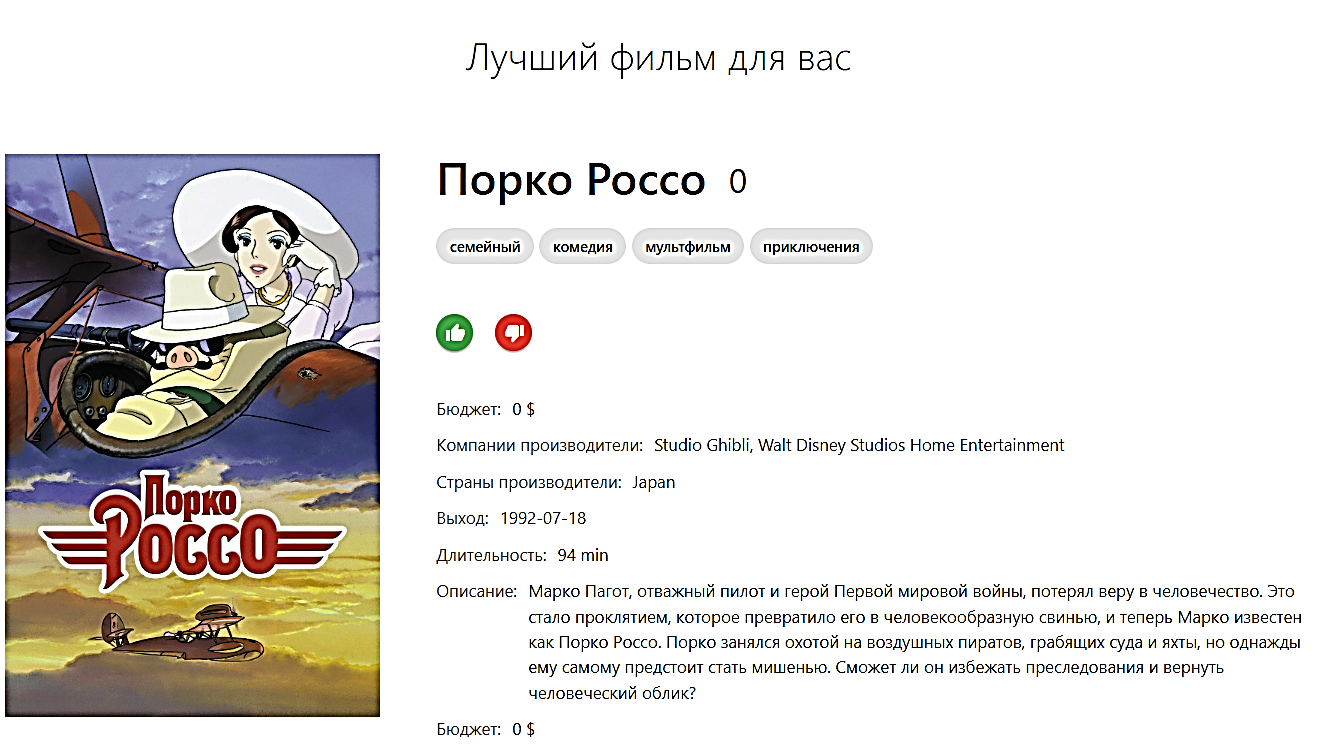 Лучший фильм для вас
Порко Россо 0
семейный комедия мультфильм приключения
Порко
Россо
Бюджет: 0 $
Компании производители: Studio Ghibli, Walt Disney Studios Home Entertainment
Страны производители: Japan
Выход: 1992-07-18
Длительность: 94 min
Описание: Марко Пагот, отважный пилот и герой Первой мировой войны, потерял веру в человечество. Это
стало проклятием, которое превратило его в человекообразную свинью, и теперь Марко известен
как Порко Россо. Порко занялся охотой на воздушных пиратов, грабящих суда и яхты, но однажды
ему самому предстоит стать мишенью. Сможет ли он избежать преследования и вернуть
человеческий облик?
Бюджет: 0 $